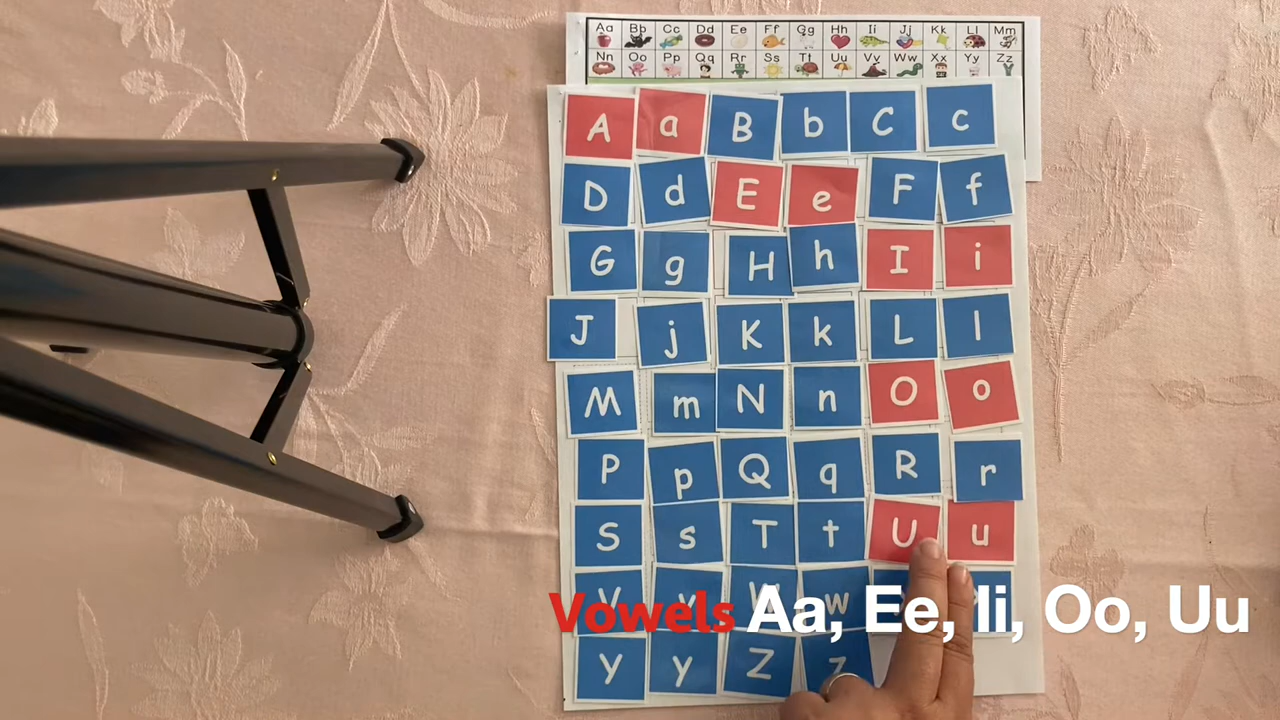 Aa Bb Cc Dd Ee Ff Gg Hh Ii Jj Kk Ll Mm
Nn Oo Pp Qq Rr Ss Tt Uu Vv Ww Xx Yy Zz
A a B b C c
D d E e F f
G g H h I i
J j K k L l
M m N n O o
P p Q q R r
S s T t U u
V v W w
Vowels Aa, Ee, Ii, Oo, Uu
Y y Z z